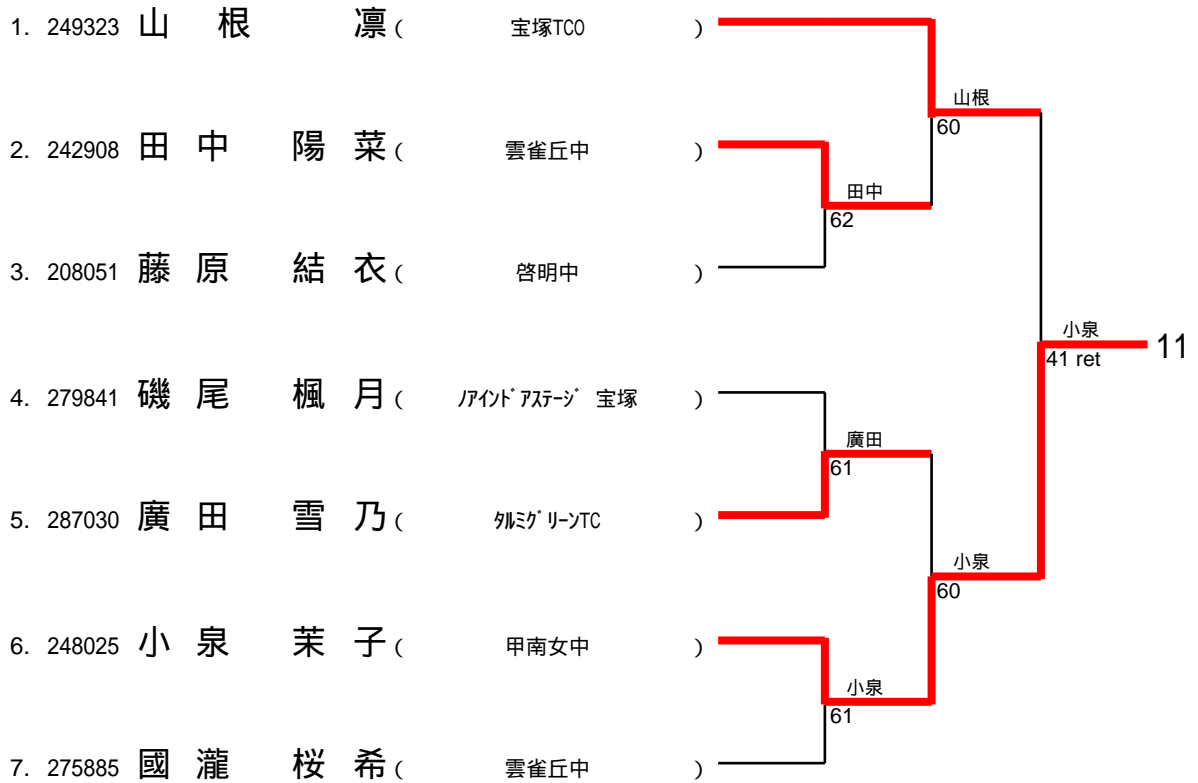 1. 249323 山 根 凛 ( 宝塚TCO )
山根
60
2. 242908 田 中 陽 菜 ( 雲雀丘中 )
田中
62
3. 208051 藤 原 結 衣 ( 啓明中 )
小泉
41 ret
11
4. 279841 磯 尾 楓 月 ( ﾉｱｲﾝﾄﾞｱｽﾃｰｼﾞ 宝塚 )
廣田
61
5. 287030 廣 田 雪 乃 ( ﾀﾙﾐｸﾞﾘｰﾝTC )
小泉
60
6. 248025 小 泉 茉 子 ( 甲南女中 )
小泉
61
7. 275885 國 瀧 桜 希 ( 雲雀丘中 )